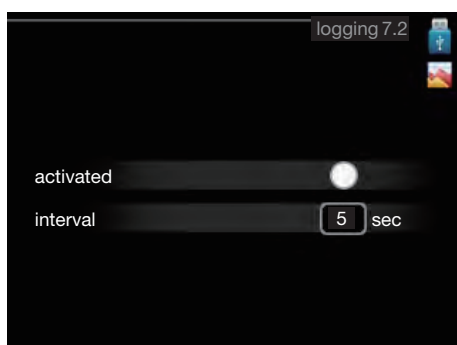 logging 7.2
activated
interval 5 sec